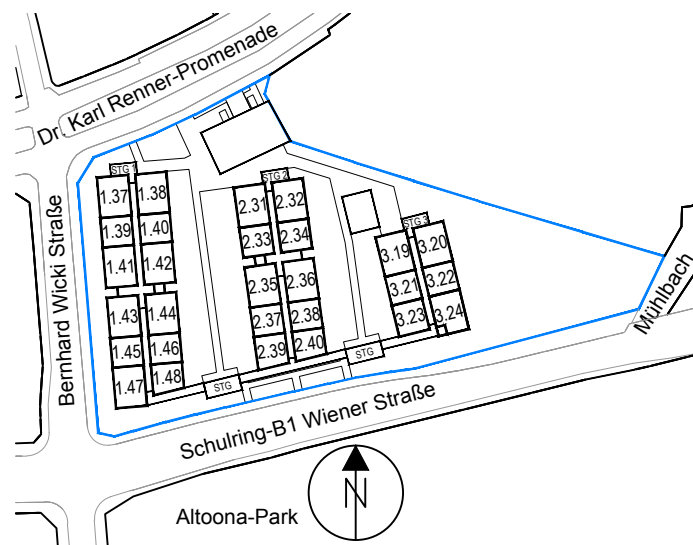 Dr. Karl Renner-Promenade
STG 1
STG 2
STG 3
1.37
1.38
1.39
1.40
1.41
1.42
1.43
1.44
1.45
1.46
1.47
1.48
2.31
2.32
2.33
2.34
2.35
2.36
2.37
2.38
2.39
2.40
3.19
3.20
3.21
3.22
3.23
3.24
STG
STG
Bernhard Wicki Straße
Mühlbach
Schulring-B1 Wiener Straße
Altoona-Park
N